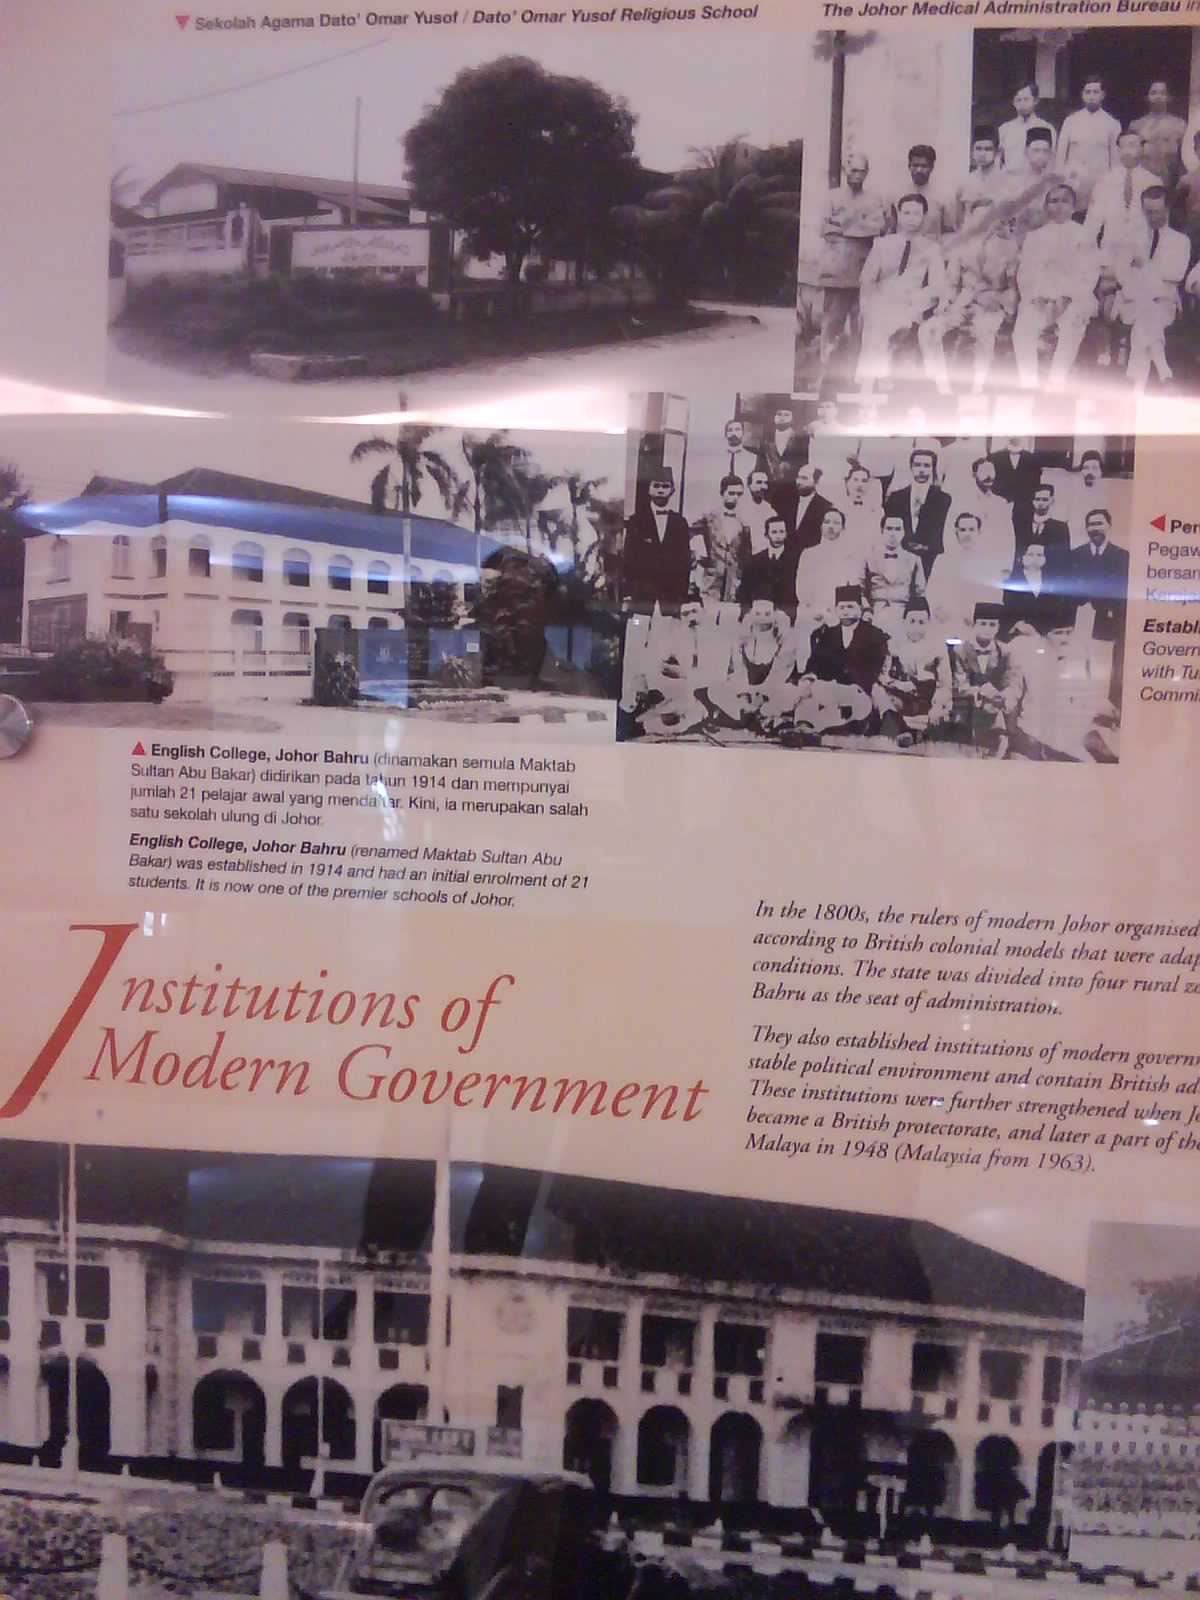 Sekolah Agama Dato' Omar Yusof / Dato' Omar Yusof Religious School
The Johor Medical Administration Bureau in
Pegaw
bersan
Establi
Govern
with Tu
Commi
English College, Johor Bahru (dinamakan semula Maktab
Sultan Abu Bakar) didirikan pada tahun 1914 dan mempunyai
jumlah 21 pelajar awal yang mendaftar. Kini, ia merupakan salah
satu sekolah ulung di Johor.
English College, Johor Bahru (renamed Maktab Sultan Abu
Bakar) was established in 1914 and had an initial enrolment of 21
students. It is now one of the premier schools of Johor.
Institutions of
Modern Government
In the 1800s, the rulers of modern Johor organised
according to British colonial models that were adap
conditions. The state was divided into four rural zo
Bahru as the seat of administration.
They also established institutions of modern governm
stable political environment and contain British ad
These institutions were further strengthened when Jo
became a British protectorate, and later a part of the
Malaya in 1948 (Malaysia from 1963).